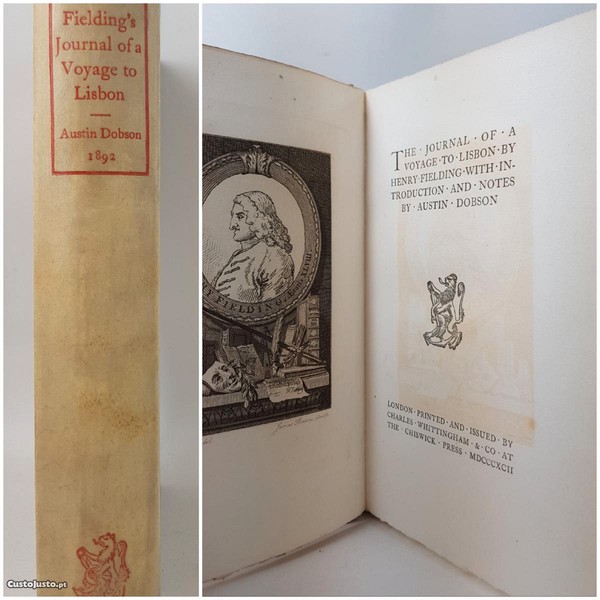 Fielding's
Journal of a
Voyage to
Lisbon
Austin Dobson
1892
CustoJusto.pt
FIELDING
THE · JOURNAL · OF · A
VOYAGE · TO · LISBON · BY
HENRY · FIELDING · WITH · IN-
TRODUCTION · AND · NOTES
BY · AUSTIN · DOBSON
LONDON · PRINTED · AND · ISSUED · BY
CHARLES · WHITTINGHAM · & · CO · AT
THE · CHISWICK · PRESS · MDCCCXCII